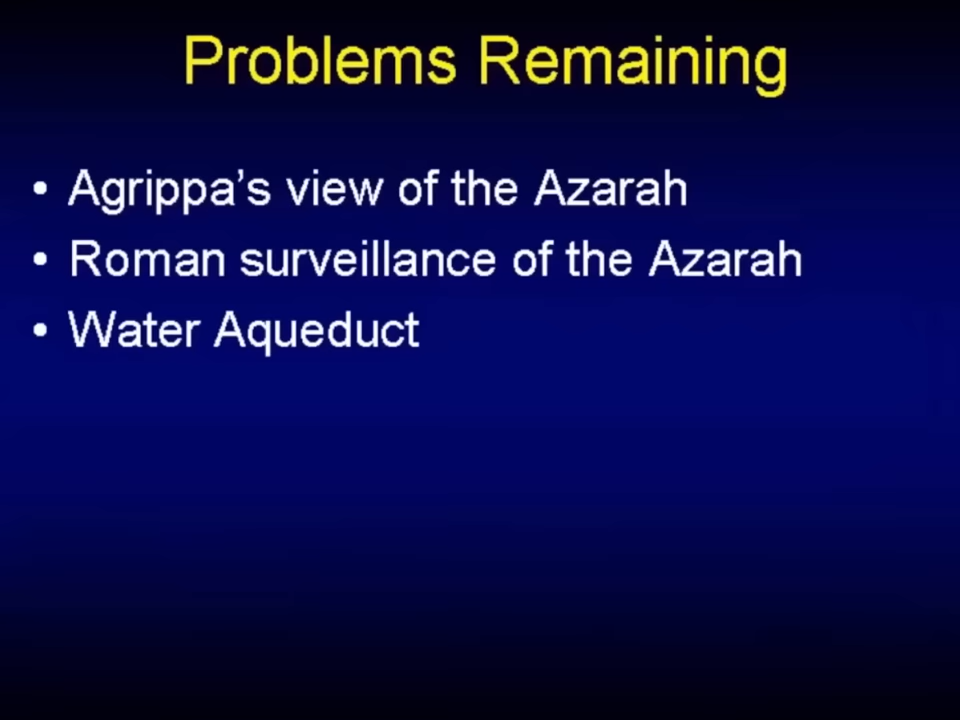 Problems Remaining
• Agrippa's view of the Azarah
• Roman surveillance of the Azarah
• Water Aqueduct